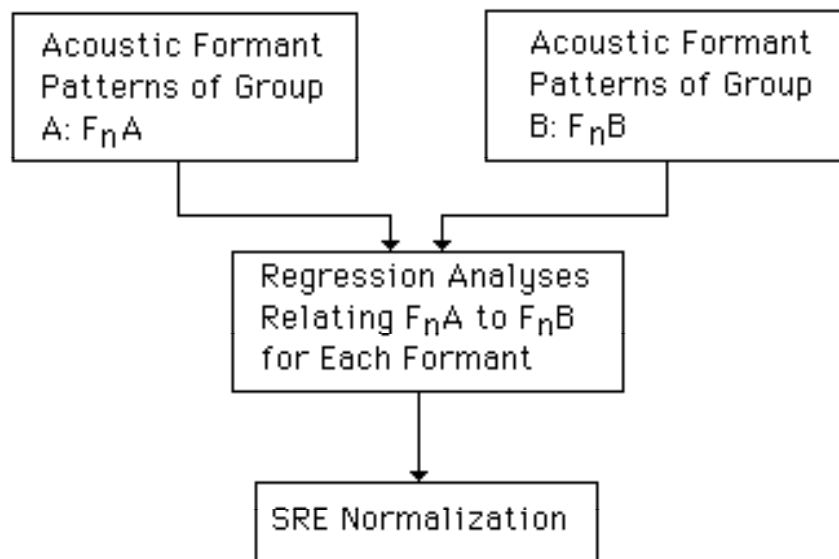 Acoustic Formant
Patterns of Group
A: FnA
Acoustic Formant
Patterns of Group
B: FnB
Regression Analyses
Relating FnA to FnB
for Each Formant
SRE Normalization